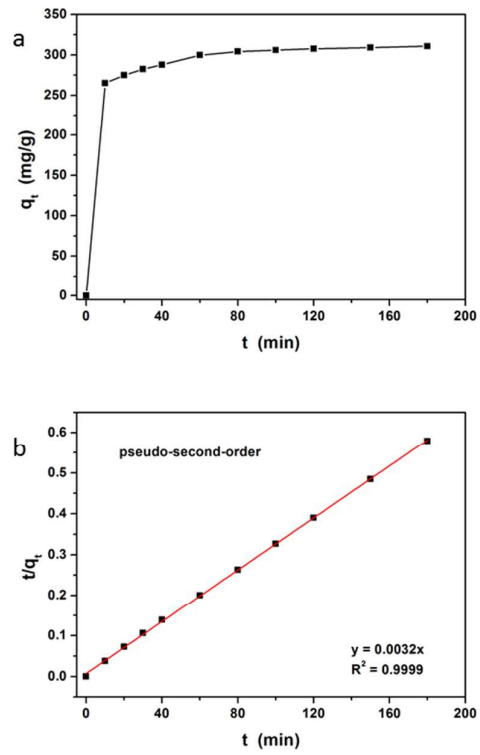 a
350
300
250
200
150
100
50
0
qt (mg/g)
0 40 80 120 160 200
t (min)
b
0.6
0.5
0.4
0.3
0.2
0.1
0.0
t/qt
pseudo-second-order
y = 0.0032x
R² = 0.9999
0 40 80 120 160 200
t (min)